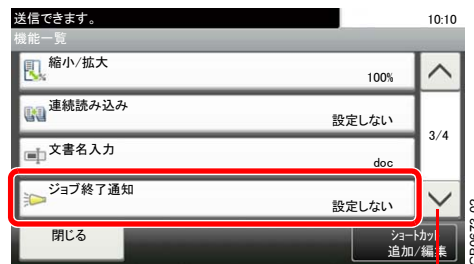 送信できます。
10:10
機能一覧
縮小/拡大
100%
連続読み込み
設定しない
3/4
文書名入力
doc
ジョブ終了通知
設定しない
閉じる
ショートカット
追加/編集